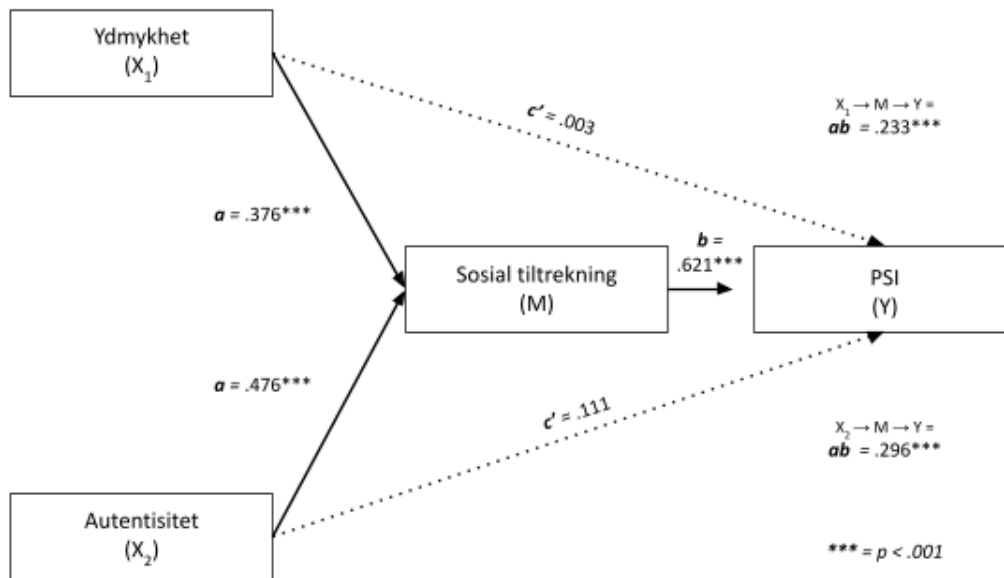 Ydmykhet
(X₁)
c' = .003
X₁ → M → Y =
ab = .233***
a = .376***
Sosial tiltrekning
(M)
b =
.621***
PSI
(Y)
a = .476***
c' = .111
X₂ → M → Y =
ab = .296***
Autentisitet
(X₂)
*** = p < .001